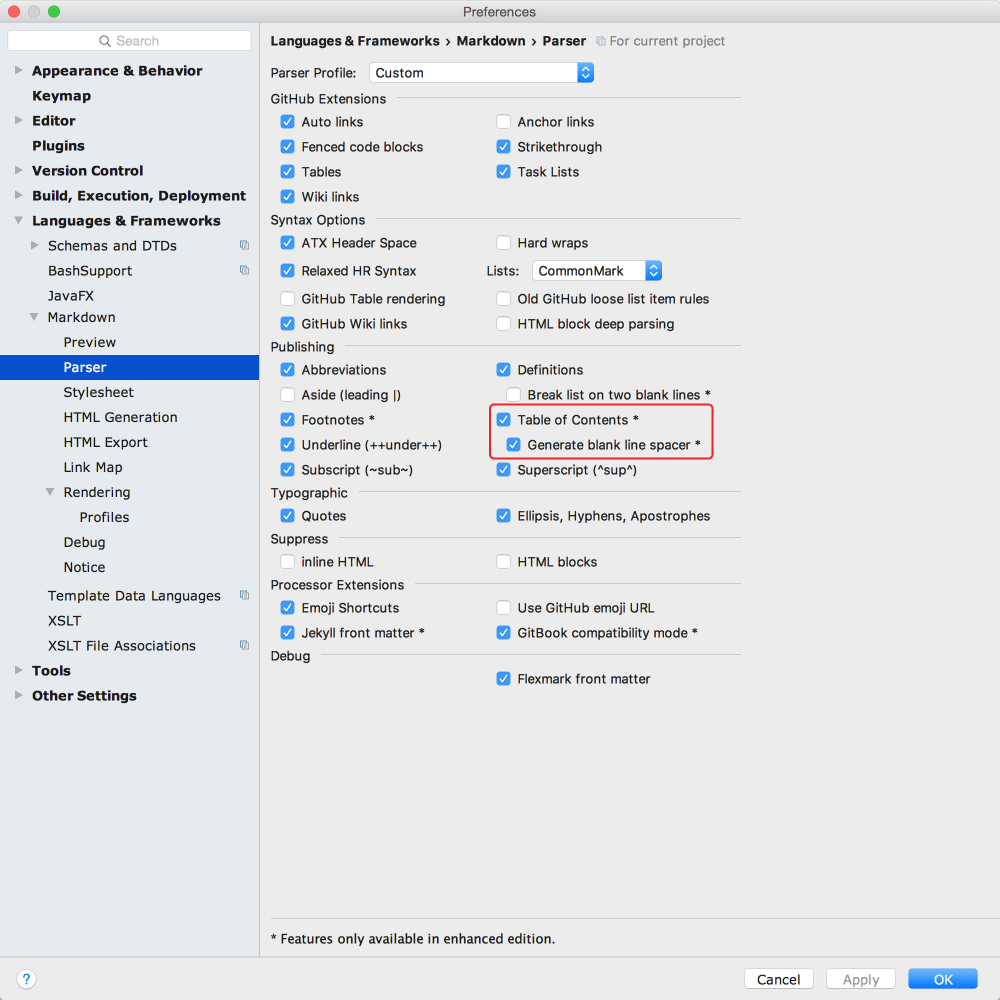 Preferences
Search
Appearance & Behavior
Keymap
Editor
Plugins
Version Control
Build, Execution, Deployment
Languages & Frameworks
Schemas and DTDs
BashSupport
JavaFX
Markdown
Preview
Parser
Stylesheet
HTML Generation
HTML Export
Link Map
Rendering
Profiles
Debug
Notice
Template Data Languages
XSLT
XSLT File Associations
Tools
Other Settings
Languages & Frameworks › Markdown › Parser For current project
Parser Profile: Custom
GitHub Extensions
Auto links Anchor links
Fenced code blocks Strikethrough
Tables Task Lists
Wiki links
Syntax Options
ATX Header Space Hard wraps
Relaxed HR Syntax Lists: CommonMark
GitHub Table rendering Old GitHub loose list item rules
GitHub Wiki links HTML block deep parsing
Publishing
Abbreviations Definitions
Aside (leading |) Break list on two blank lines *
Footnotes * Table of Contents *
Underline (++under++) Generate blank line spacer *
Subscript (~sub~) Superscript (^sup^)
Typographic
Quotes Ellipsis, Hyphens, Apostrophes
Suppress
inline HTML HTML blocks
Processor Extensions
Emoji Shortcuts Use GitHub emoji URL
Jekyll front matter * GitBook compatibility mode *
Debug
Flexmark front matter
* Features only available in enhanced edition.
? Cancel Apply OK